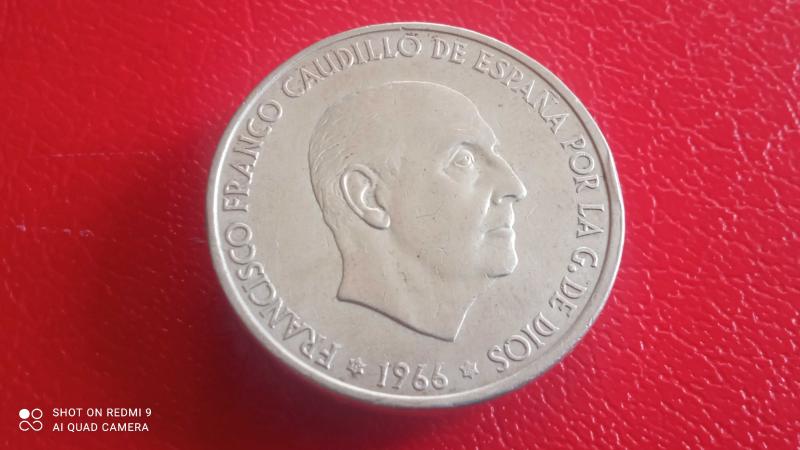 FRANCISCO FRANCO CAUDILLO DE ESPAÑA POR LA G. DE DIOS
* 1966 *
SHOT ON REDMI 9
AI QUAD CAMERA